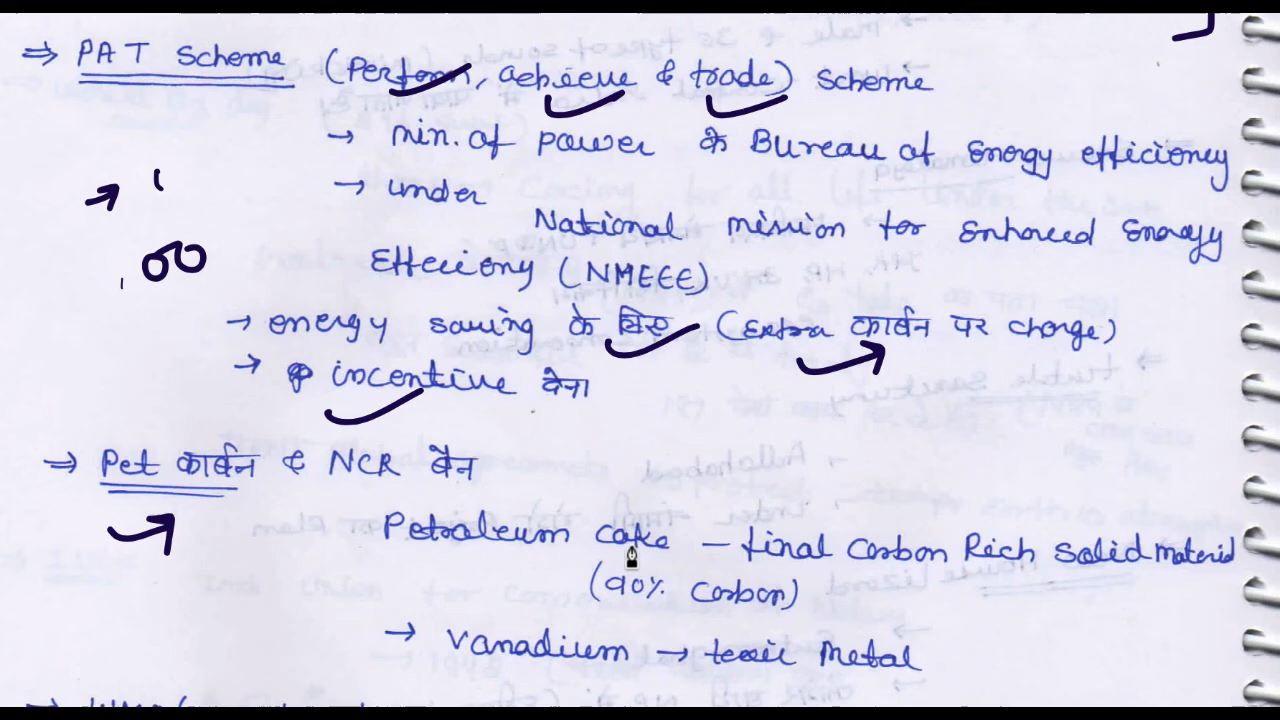 ⇒ PAT Scheme (Perform, achieve & trade) Scheme
→ min. of power के Bureau of Energy efficiency
→ under
National mission for Enhanced Energy
Efficiony (NMEEE)
→ energy saving के लिए (Extra कार्बन पर charge)
→ incentive देना
→ Pet कार्बन & NCR बैन
Petroleum cake – final carbon Rich solid Material
(90% carbon)
→ Vanadium → toxic Metal